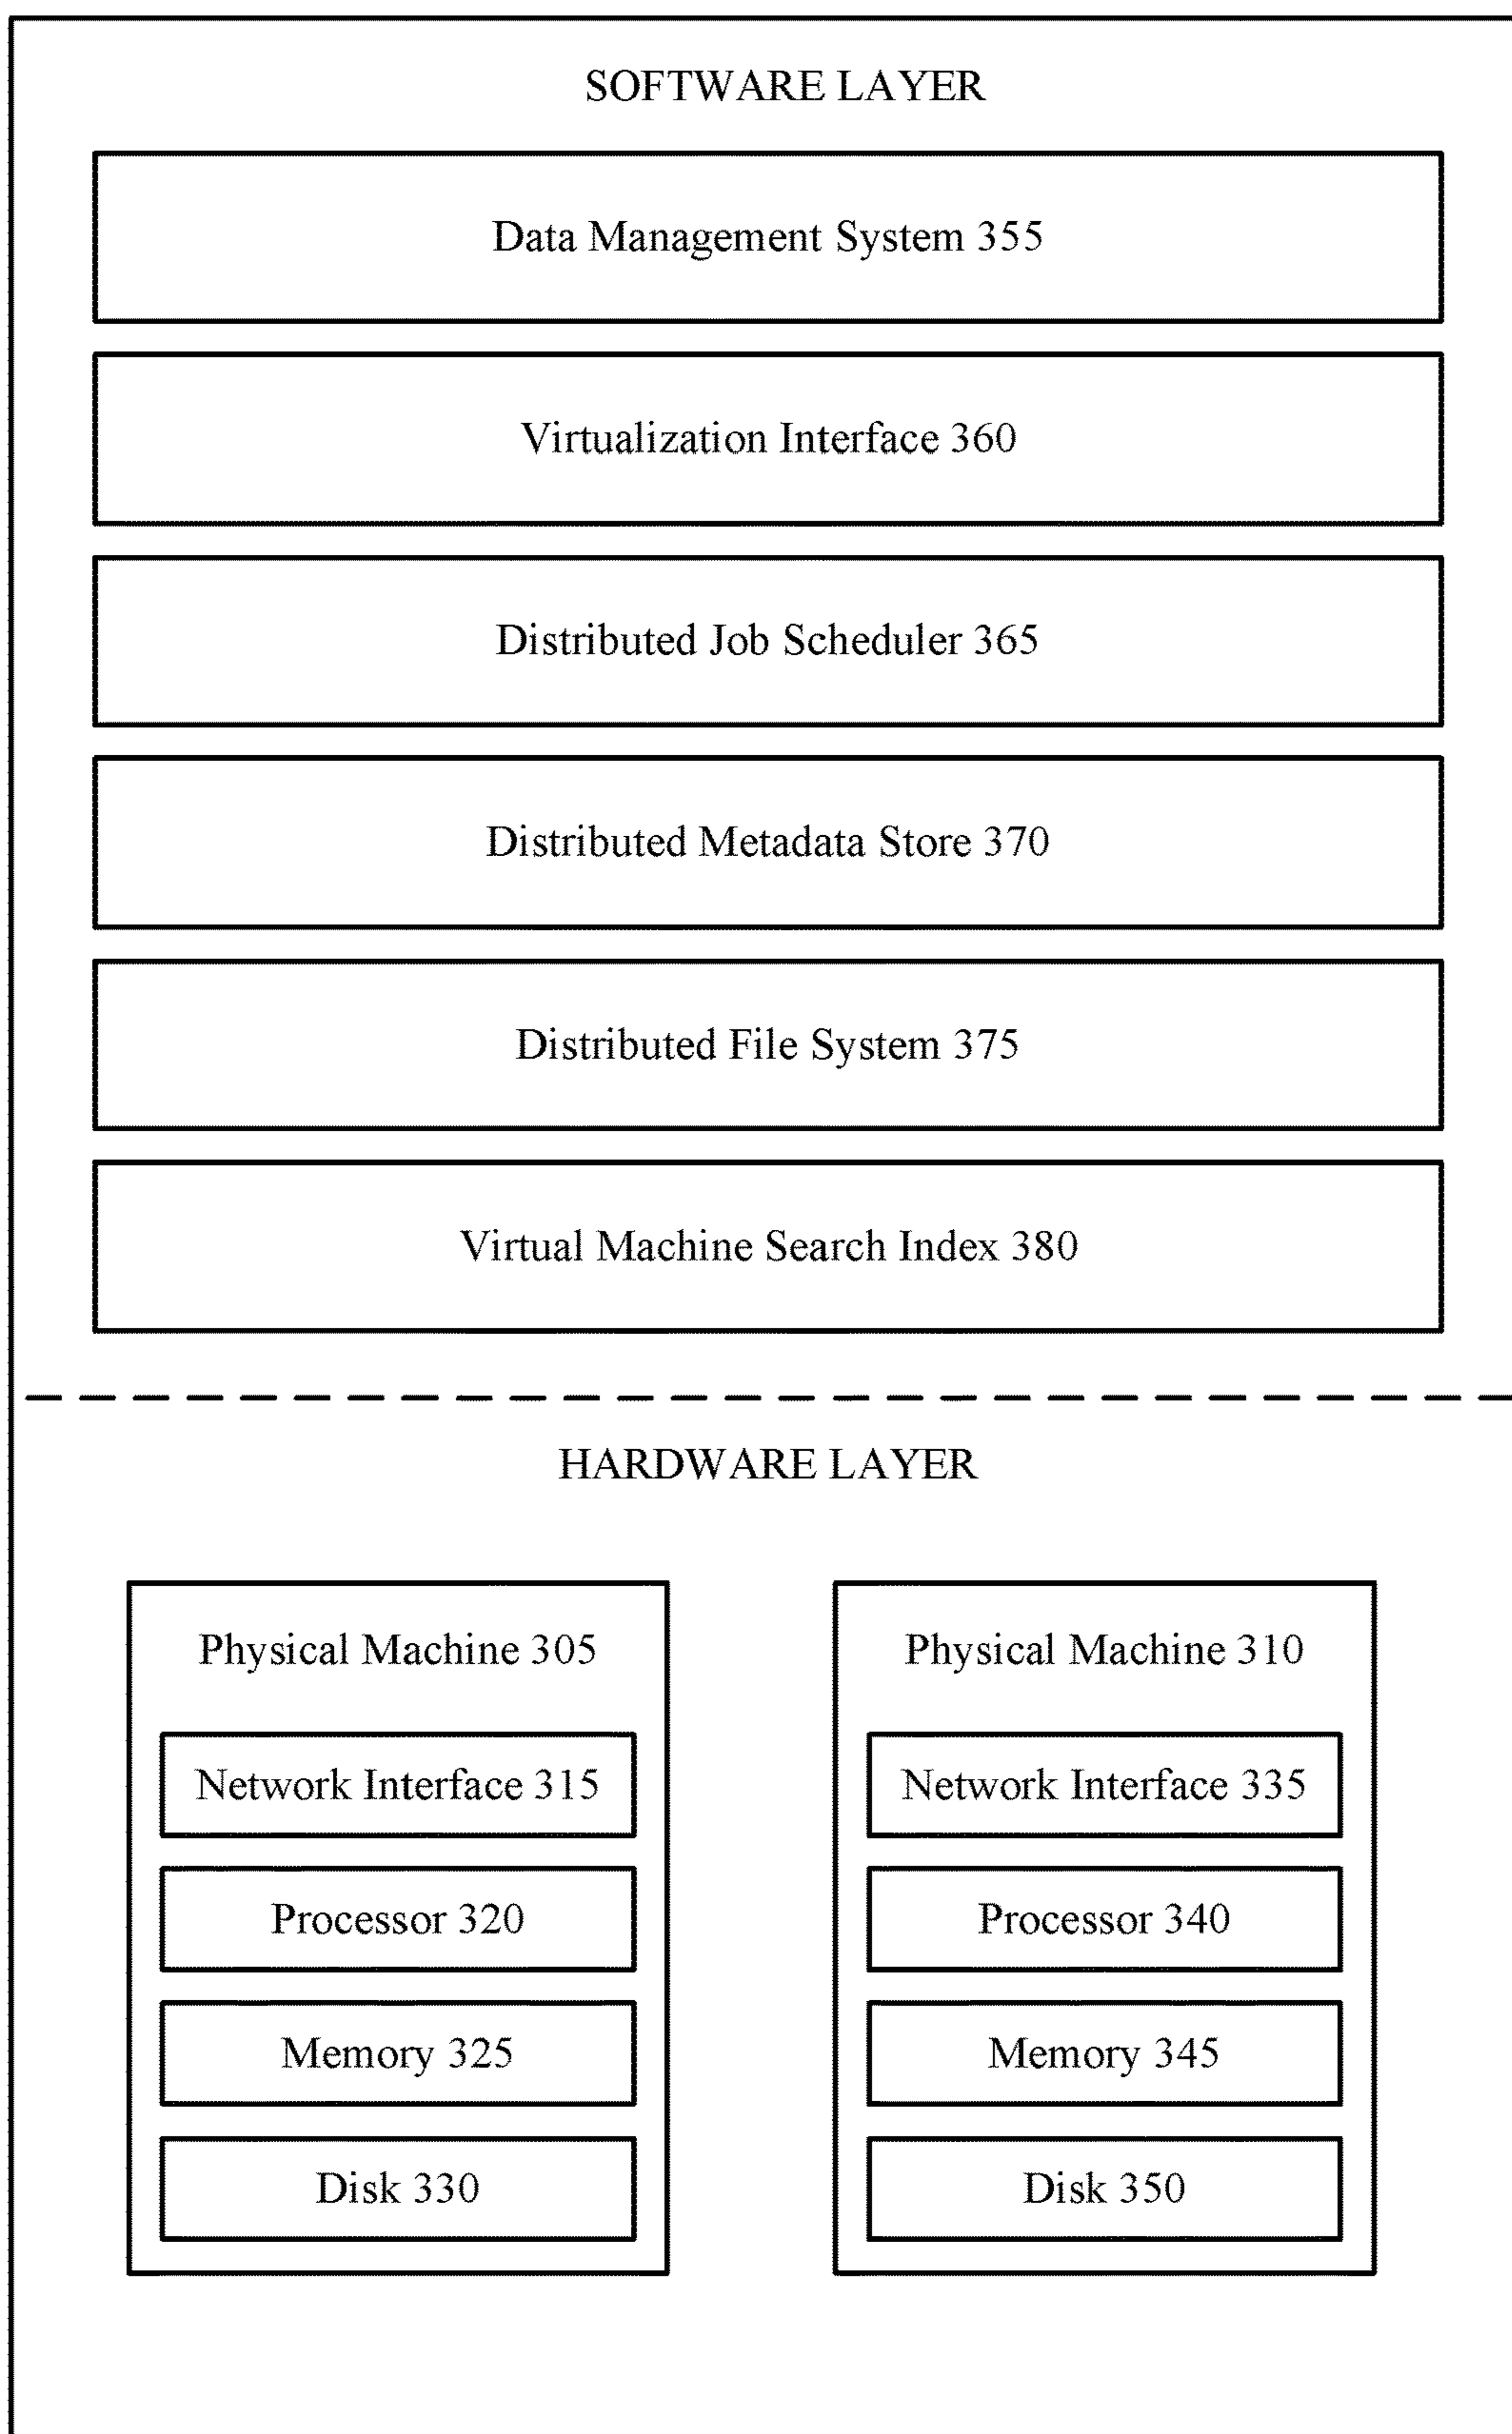 SOFTWARE LAYER
Data Management System 355
Virtualization Interface 360
Distributed Job Scheduler 365
Distributed Metadata Store 370
Distributed File System 375
Virtual Machine Search Index 380
HARDWARE LAYER
Physical Machine 305
Network Interface 315
Processor 320
Memory 325
Disk 330
Physical Machine 310
Network Interface 335
Processor 340
Memory 345
Disk 350